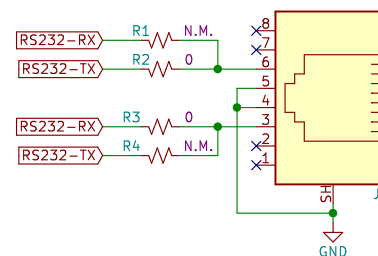 R1 N.M.
RS232-RX
R2 0
RS232-TX
R3 0
RS232-RX
R4 N.M.
RS232-TX
8
7
6
5
4
3
2
1
SH
J
GND